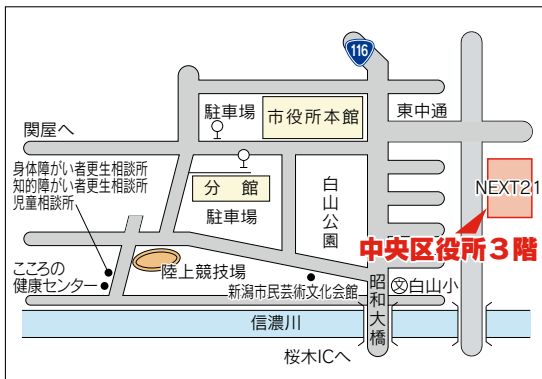 116
駐車場
市役所本館
東中通
関屋へ
身体障がい者更生相談所
知的障がい者更生相談所
児童相談所
分館
駐車場
白山公園
NEXT21
中央区役所3階
こころの
健康センター
陸上競技場
新潟市民芸術文化会館
昭和大橋
文白山小
信濃川
桜木ICへ